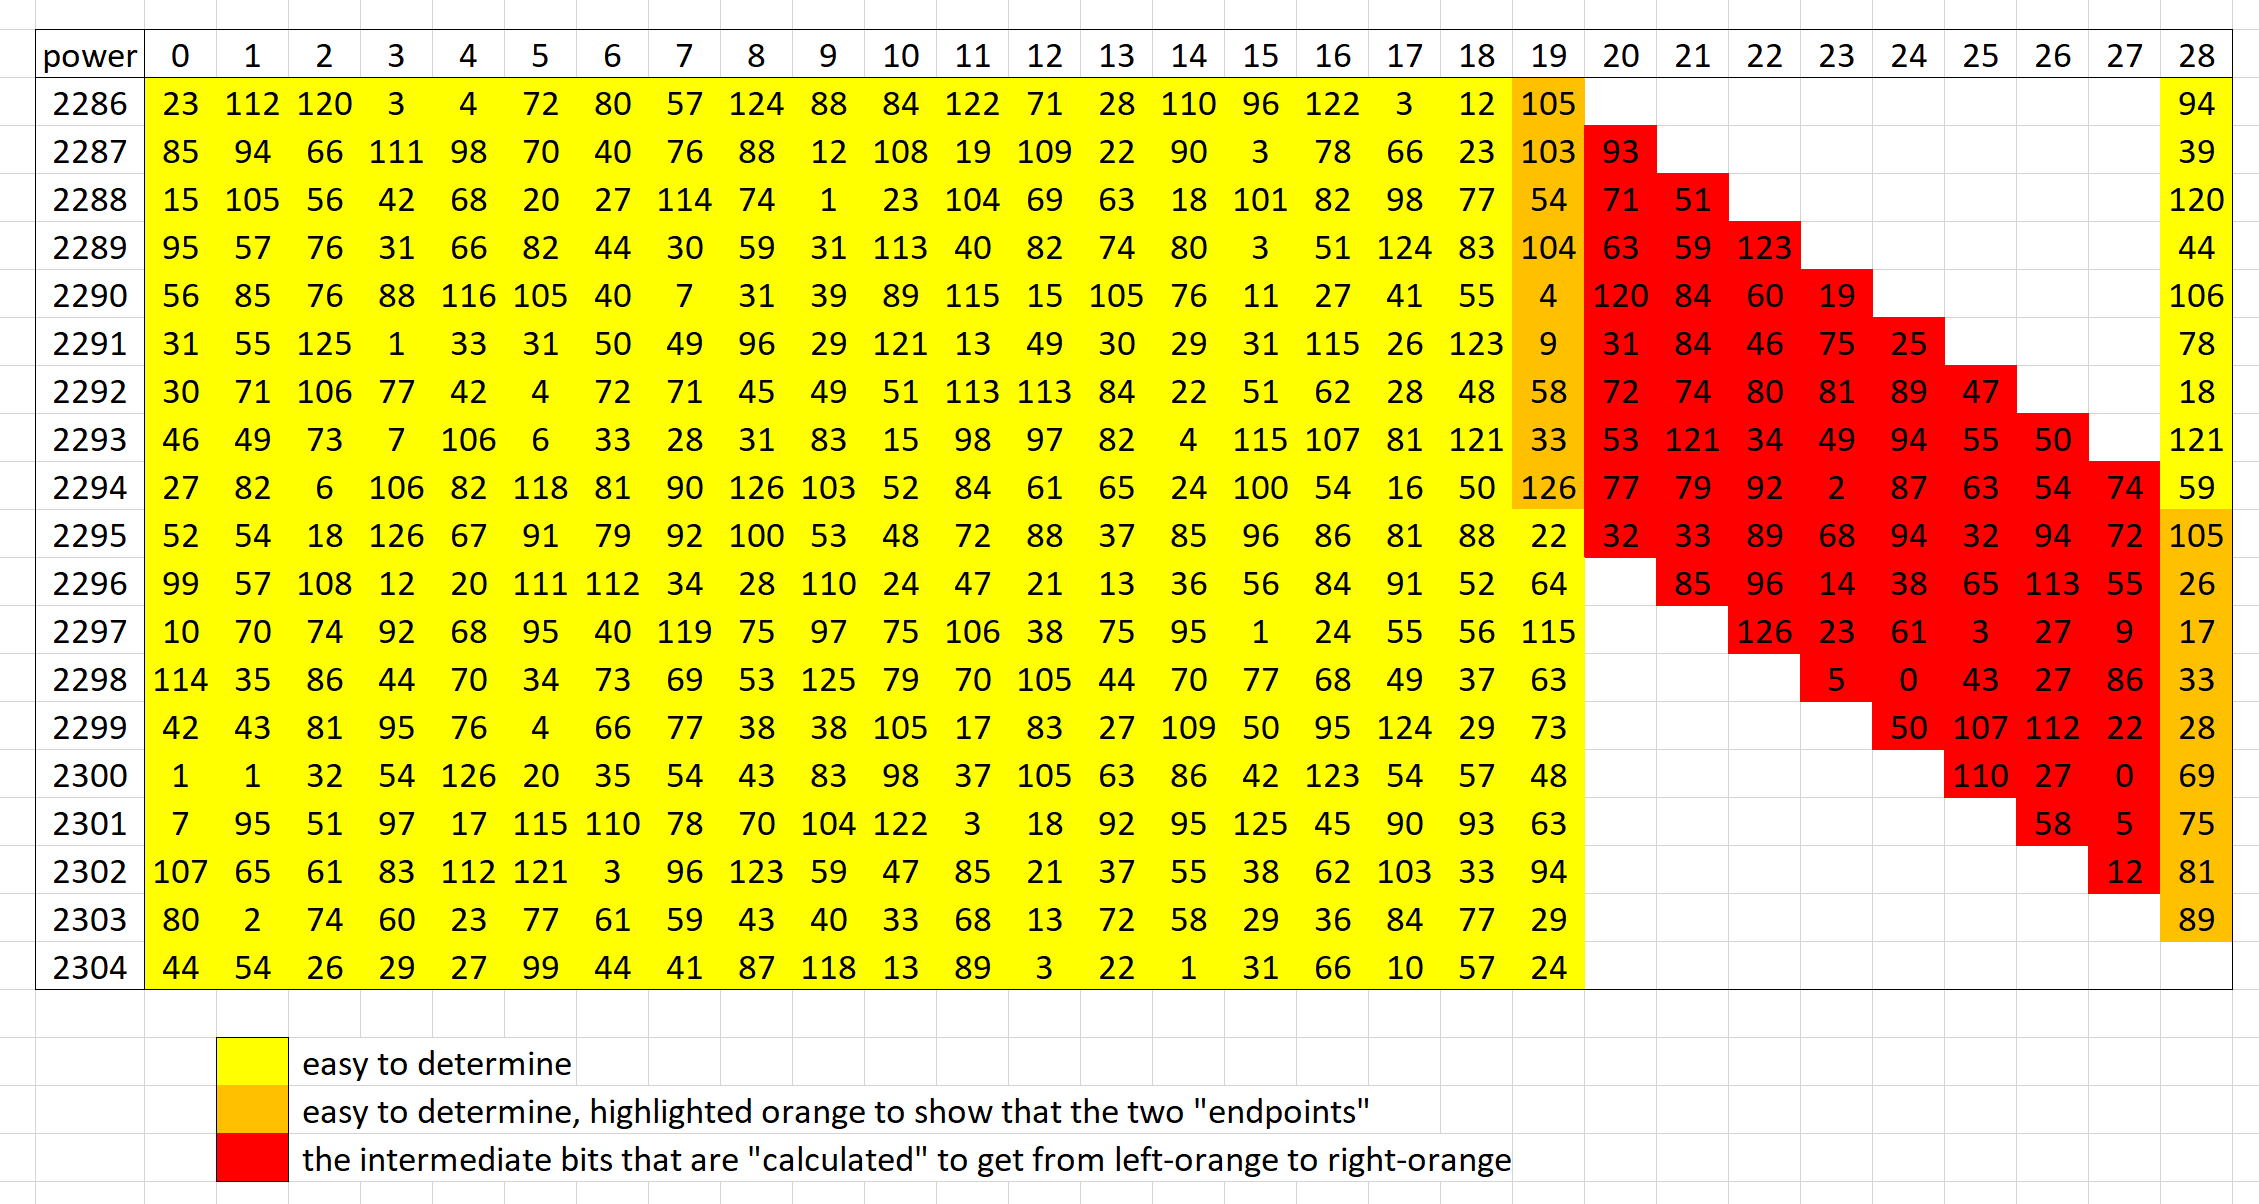 power 0 1 2 3 4 5 6 7 8 9 10 11 12 13 14 15 16 17 18 19 20 21 22 23 24 25 26 27 28
2286 23 112 120 3 4 72 80 57 124 88 84 122 71 28 110 96 122 3 12 105 94
2287 85 94 66 111 98 70 40 76 88 12 108 19 109 22 90 3 78 66 23 103 93 39
2288 15 105 56 42 68 20 27 114 74 1 23 104 69 63 18 101 82 98 77 54 71 51 120
2289 95 57 76 31 66 82 44 30 59 31 113 40 82 74 80 3 51 124 83 104 63 59 123 44
2290 56 85 76 88 116 105 40 7 31 39 89 115 15 105 76 11 27 41 55 4 120 84 60 19 106
2291 31 55 125 1 33 31 50 49 96 29 121 13 49 30 29 31 115 26 123 9 31 84 46 75 25 78
2292 30 71 106 77 42 4 72 71 45 49 51 113 113 84 22 51 62 28 48 58 72 74 80 81 89 47 18
2293 46 49 73 7 106 6 33 28 31 83 15 98 97 82 4 115 107 81 121 33 53 121 34 49 94 55 50 121
2294 27 82 6 106 82 118 81 90 126 103 52 84 61 65 24 100 54 16 50 126 77 79 92 2 87 63 54 74 59
2295 52 54 18 126 67 91 79 92 100 53 48 72 88 37 85 96 86 81 88 22 32 33 89 68 94 32 94 72 105
2296 99 57 108 12 20 111 112 34 28 110 24 47 21 13 36 56 84 91 52 64 85 96 14 38 65 113 55 26
2297 10 70 74 92 68 95 40 119 75 97 75 106 38 75 95 1 24 55 56 115 126 23 61 3 27 9 17
2298 114 35 86 44 70 34 73 69 53 125 79 70 105 44 70 77 68 49 37 63 5 0 43 27 86 33
2299 42 43 81 95 76 4 66 77 38 38 105 17 83 27 109 50 95 124 29 73 50 107 112 22 28
2300 1 1 32 54 126 20 35 54 43 83 98 37 105 63 86 42 123 54 57 48 110 27 0 69
2301 7 95 51 97 17 115 110 78 70 104 122 3 18 92 95 125 45 90 93 63 58 5 75
2302 107 65 61 83 112 121 3 96 123 59 47 85 21 37 55 38 62 103 33 94 12 81
2303 80 2 74 60 23 77 61 59 43 40 33 68 13 72 58 29 36 84 77 29 89
2304 44 54 26 29 27 99 44 41 87 118 13 89 3 22 1 31 66 10 57 24
easy to determine
easy to determine, highlighted orange to show that the two "endpoints"
the intermediate bits that are "calculated" to get from left-orange to right-orange